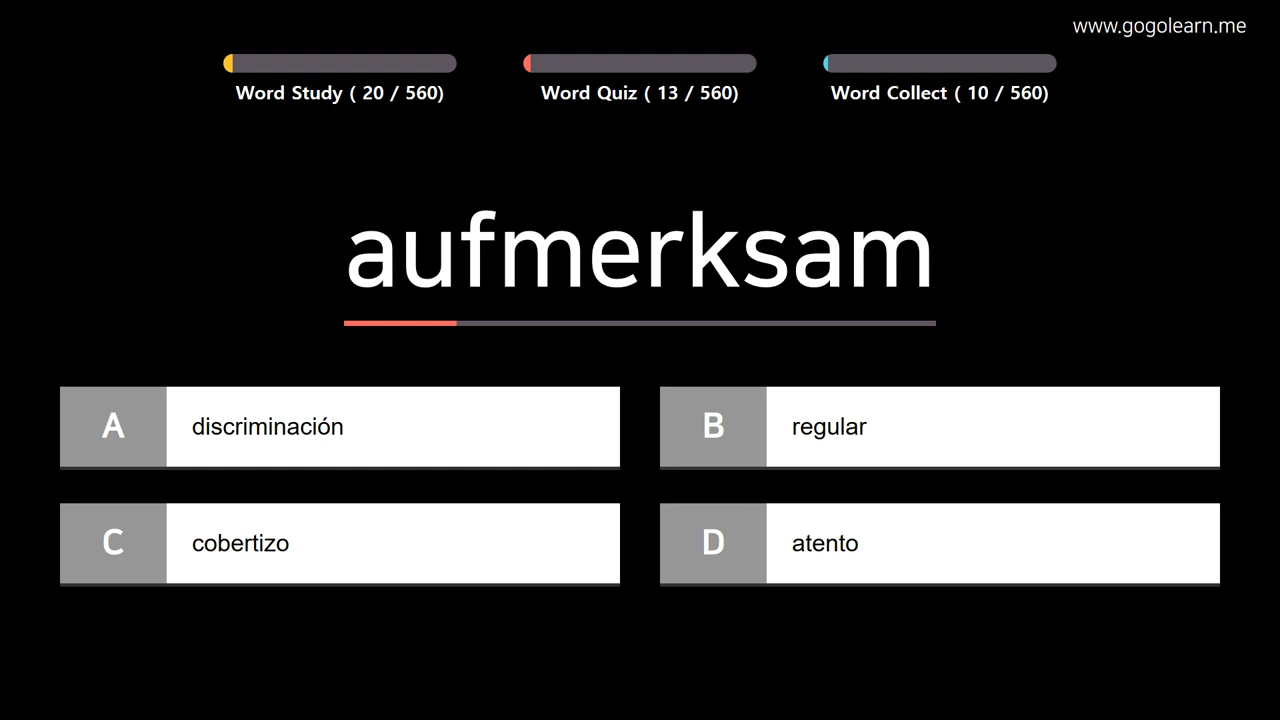 www.gogolearn.me
Word Study ( 20 / 560)
Word Quiz ( 13 / 560)
Word Collect ( 10 / 560)
aufmerksam
A discriminación
B regular
C cobertizo
D atento